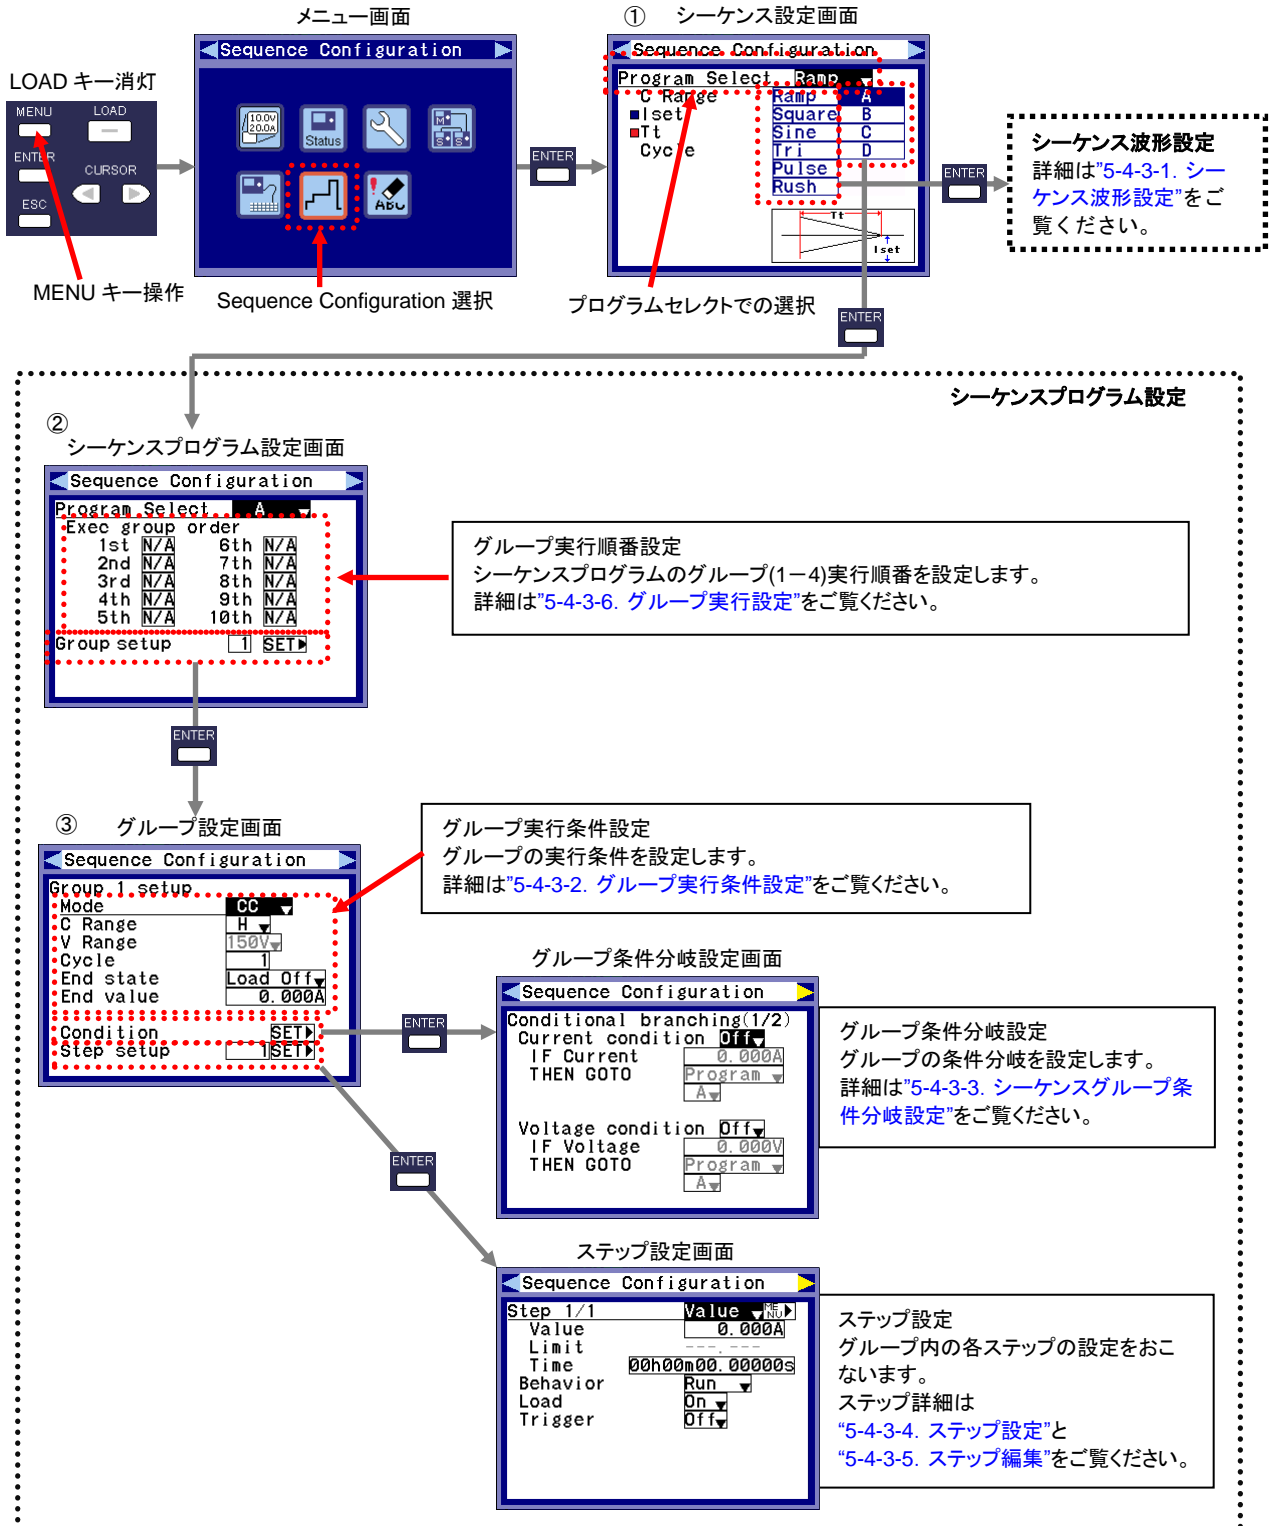 メニュー画面
① シーケンス設定画面
LOAD キー消灯
MENU
LOAD
ENTER
CURSOR
ESC
Sequence Configuration
10.0V
20.0A
Status
M
S S
ABC
ENTER
Sequence Configuration
Program Select Ramp
C Range
Iset
Tt
Cycle
Ramp
Square
Sine
Tri
Pulse
Rush
A
B
C
D
Tt
Iset
ENTER
シーケンス波形設定
詳細は"5-4-3-1. シー
ケンス波形設定"をご
覧ください。
MENU キー操作
Sequence Configuration 選択
プログラムセレクトでの選択
ENTER
シーケンスプログラム設定
②
シーケンスプログラム設定画面
Sequence Configuration
Program Select A
Exec group order
1st N/A 6th N/A
2nd N/A 7th N/A
3rd N/A 8th N/A
4th N/A 9th N/A
5th N/A 10th N/A
Group setup 1 SET
グループ実行順番設定
シーケンスプログラムのグループ(1－4)実行順番を設定します。
詳細は"5-4-3-6. グループ実行設定"をご覧ください。
ENTER
③ グループ設定画面
Sequence Configuration
Group 1 setup
Mode CC
C Range H
V Range 150V
Cycle 1
End state Load Off
End value 0.000A
Condition SET
Step setup 1 SET
グループ実行条件設定
グループの実行条件を設定します。
詳細は"5-4-3-2. グループ実行条件設定"をご覧ください。
ENTER
グループ条件分岐設定画面
Sequence Configuration
Conditional branching(1/2)
Current condition Off
IF Current 0.000A
THEN GOTO Program
A
Voltage condition Off
IF Voltage 0.000V
THEN GOTO Program
A
グループ条件分岐設定
グループの条件分岐を設定します。
詳細は"5-4-3-3. シーケンスグループ条
件分岐設定"をご覧ください。
ENTER
ステップ設定画面
Sequence Configuration
Step 1/1 Value MENU
Value 0.000A
Limit ---.---
Time 00h00m00.00000s
Behavior Run
Load On
Trigger Off
ステップ設定
グループ内の各ステップの設定をおこ
ないます。
ステップ詳細は
“5-4-3-4. ステップ設定”と
“5-4-3-5. ステップ編集”をご覧ください。